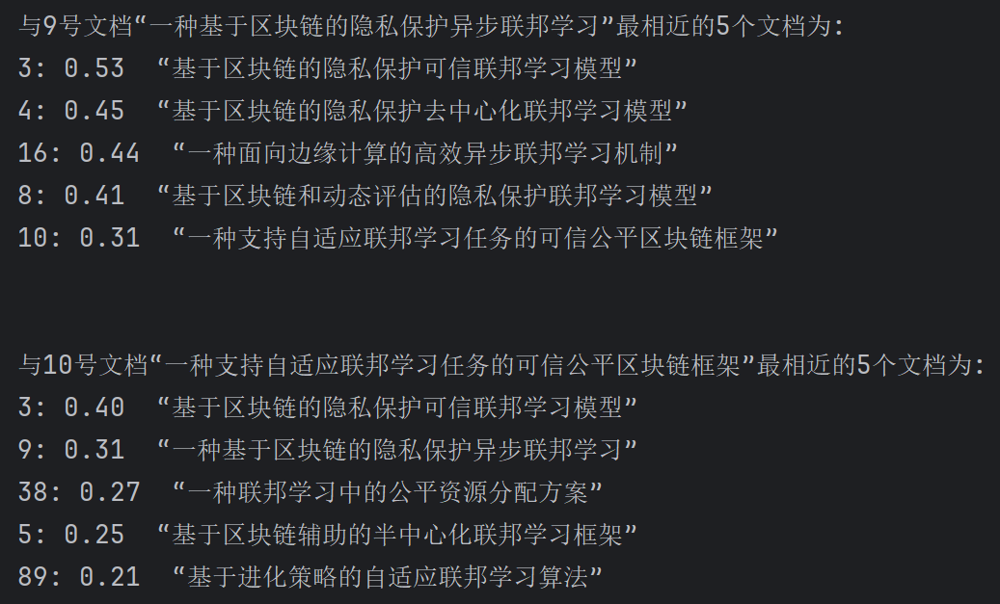 与9号文档“一种基于区块链的隐私保护异步联邦学习”最相近的5个文档为:
3: 0.53  “基于区块链的隐私保护可信联邦学习模型”
4: 0.45  “基于区块链的隐私保护去中心化联邦学习模型”
16: 0.44  “一种面向边缘计算的高效异步联邦学习机制”
8: 0.41  “基于区块链和动态评估的隐私保护联邦学习模型”
10: 0.31  “一种支持自适应联邦学习任务的可信公平区块链框架”
与10号文档“一种支持自适应联邦学习任务的可信公平区块链框架”最相近的5个文档为:
3: 0.40  “基于区块链的隐私保护可信联邦学习模型”
9: 0.31  “一种基于区块链的隐私保护异步联邦学习”
38: 0.27  “一种联邦学习中的公平资源分配方案”
5: 0.25  “基于区块链辅助的半中心化联邦学习框架”
89: 0.21  “基于进化策略的自适应联邦学习算法”